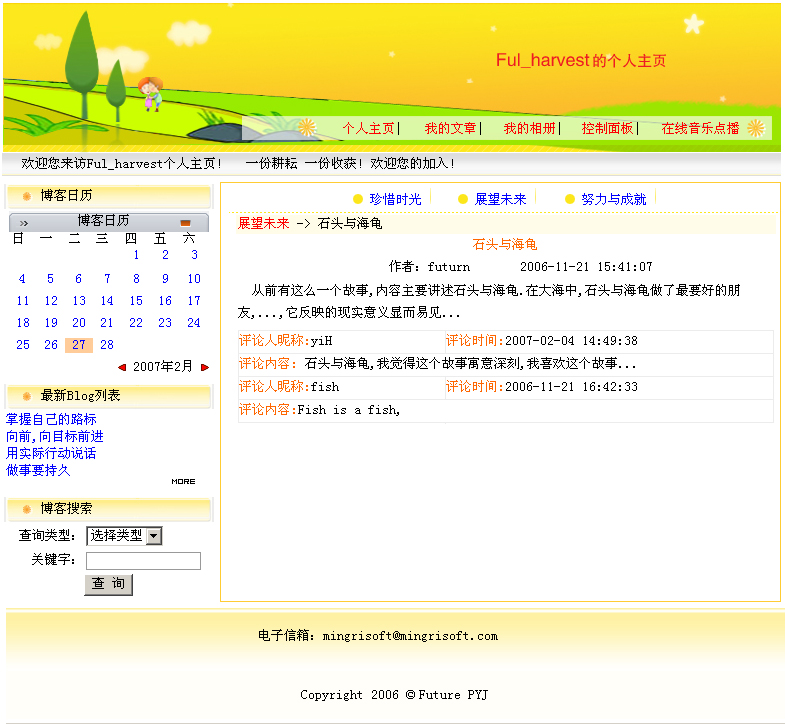 Ful_harvest的个人主页
个人主页| 我的文章| 我的相册| 控制面板| 在线音乐点播
欢迎您来访Ful_harvest个人主页! 一份耕耘 一份收获! 欢迎您的加入!
博客日历
>> 博客日历
日 一 二 三 四 五 六
1 2 3
4 5 6 7 8 9 10
11 12 13 14 15 16 17
18 19 20 21 22 23 24
25 26 27 28
2007年2月
最新Blog列表
掌握自己的路标
向前,向目标前进
用实际行动说话
做事要持久
MORE
博客搜索
查询类型: 选择类型
关键字:
查 询
珍惜时光 展望未来 努力与成就
展望未来 -> 石头与海龟
石头与海龟
作者: futurn 2006-11-21 15:41:07
从前有这么一个故事,内容主要讲述石头与海龟.在大海中,石头与海龟做了最要好的朋
友,...,它反映的现实意义显而易见...
评论人昵称:yiH 评论时间:2007-02-04 14:49:38
评论内容: 石头与海龟,我觉得这个故事寓意深刻,我喜欢这个故事...
评论人昵称:fish 评论时间:2006-11-21 16:42:33
评论内容:Fish is a fish,
电子信箱: mingrisoft@mingrisoft.com
Copyright 2006 ©Future PYJ